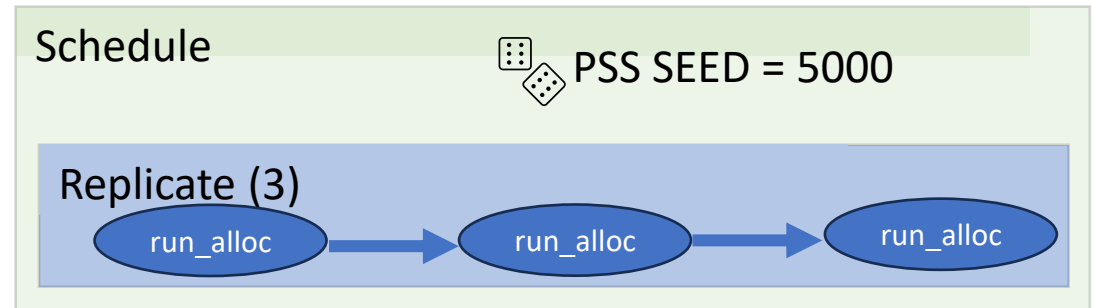 Schedule
PSS SEED = 5000
Replicate (3)
run_alloc run_alloc run_alloc